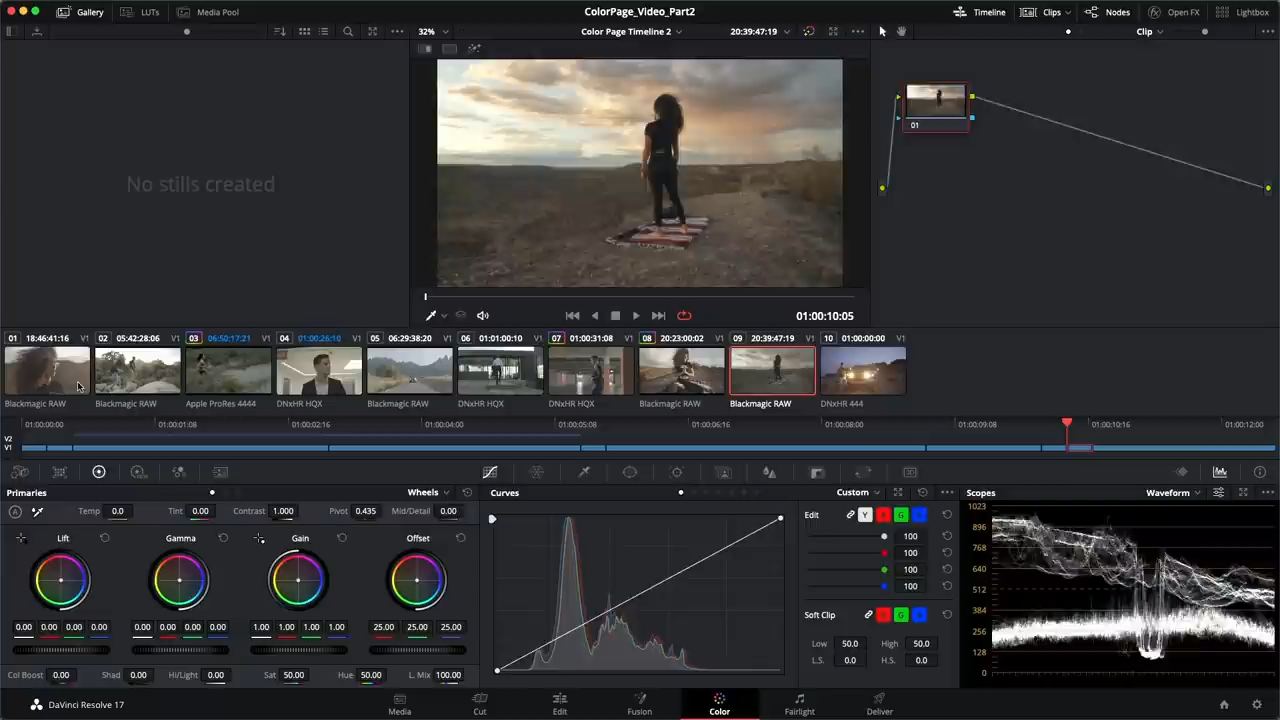 Gallery LUTs Media Pool ColorPage_Video_Part2 Timeline Clips Nodes Open FX Lightbox
32% Color Page Timeline 2 20:39:47:19 Clip
No stills created
01
01:00:10:05
01 18:46:41:16 V1 02 05:42:28:06 V1 03 06:50:17:21 V1 04 01:00:26:10 V1 05 06:29:38:20 V1 06 01:01:00:10 V1 07 01:00:31:08 V1 08 20:23:00:02 V1 09 20:39:47:19 V1 10 01:00:00:00 V1
Blackmagic RAW Blackmagic RAW Apple ProRes 4444 DNxHR HQX Blackmagic RAW DNxHR HQX DNxHR HQX Blackmagic RAW Blackmagic RAW DNxHR 444
01:00:00:00 01:00:01:08 01:00:02:16 01:00:04:00 01:00:05:08 01:00:06:16 01:00:08:00 01:00:09:08 01:00:10:16 01:00:12:00
V2
V1
Primaries Wheels Curves Custom Scopes Waveform
Temp 0.0 Tint 0.00 Contrast 1.000 Pivot 0.435 Mid/Detail 0.00
Lift Gamma Gain Offset
0.00 0.00 0.00 0.00 0.00 0.00 0.00 0.00 1.00 1.00 1.00 1.00 25.00 25.00 25.00
Col Boost 0.00 Shad 0.00 Hi/Light 0.00 Sat 50.00 Hue 50.00 L. Mix 100.00
Edit Y R G B
100
100
100
100
Soft Clip R G B
Low 50.0 High 50.0
L.S. 0.0 H.S. 0.0
1023
896
768
640
512
384
256
128
0
DaVinci Resolve 17 Media Cut Edit Fusion Color Fairlight Deliver